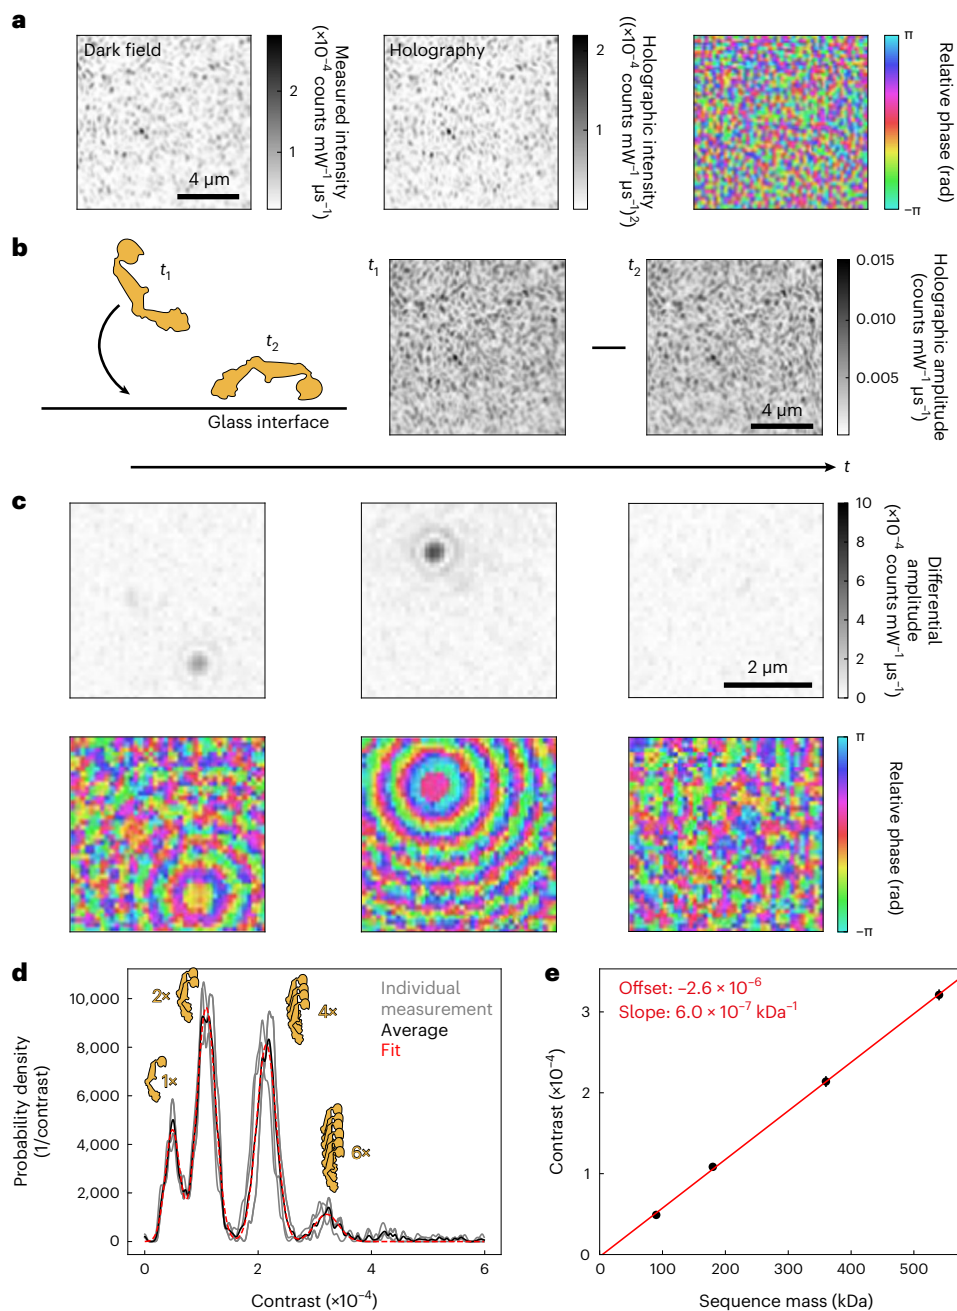 a
Dark field
4 µm
2
1
Measured intensity
(×10⁻⁴ counts mW⁻¹ µs⁻¹)
Holography
2
1
Holographic intensity
((×10⁻⁴ counts mW⁻¹ µs⁻¹)²)
π
−π
Relative phase (rad)
b
t₁
t₂
Glass interface
t₁
t₂
4 µm
0.015
0.010
0.005
Holographic amplitude
(counts mW⁻¹ µs⁻¹)
t
c
2 µm
10
8
6
4
2
0
Differential
amplitude
(×10⁻⁴ counts mW⁻¹ µs⁻¹)
π
−π
Relative phase (rad)
d
10,000
8,000
6,000
4,000
2,000
0
Probability density
(1/contrast)
1×
2×
4×
6×
Individual
measurement
Average
Fit
0
2
4
6
Contrast (×10⁻⁴)
e
Offset: −2.6 × 10⁻⁶
Slope: 6.0 × 10⁻⁷ kDa⁻¹
3
2
1
0
Contrast (×10⁻⁴)
0
100
200
300
400
500
Sequence mass (kDa)